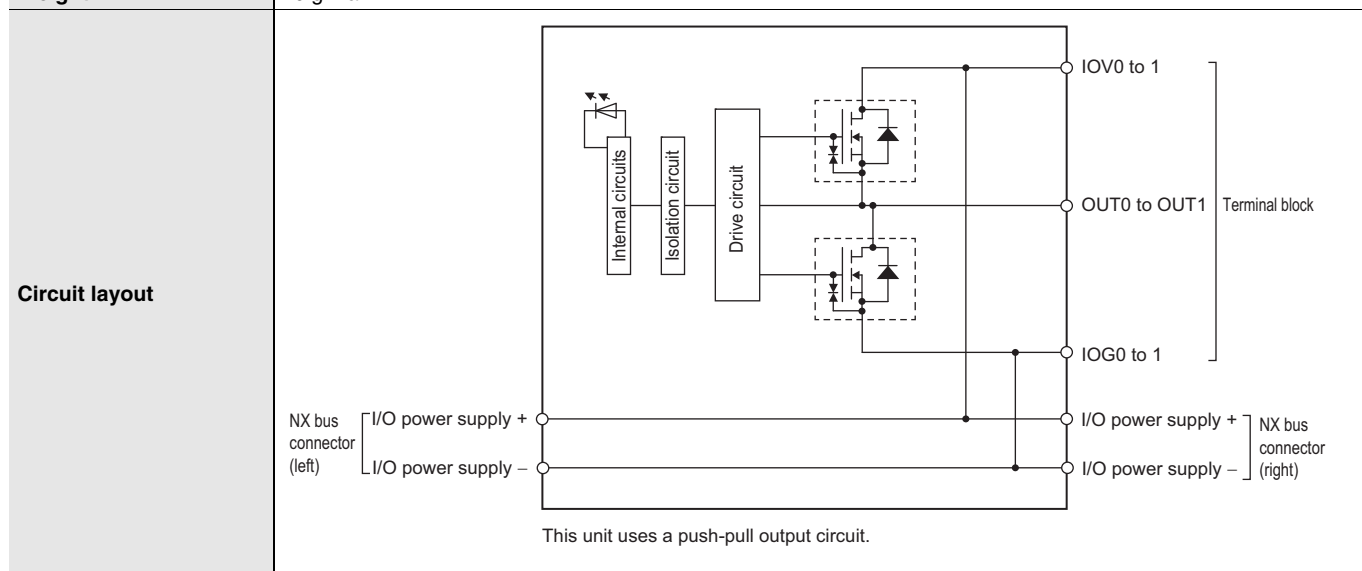 Circuit layout
IOV0 to 1
Internal circuits
Isolation circuit
Drive circuit
OUT0 to OUT1
Terminal block
IOG0 to 1
NX bus
connector
(left)
I/O power supply +
I/O power supply –
I/O power supply +
I/O power supply –
NX bus
connector
(right)
This unit uses a push-pull output circuit.